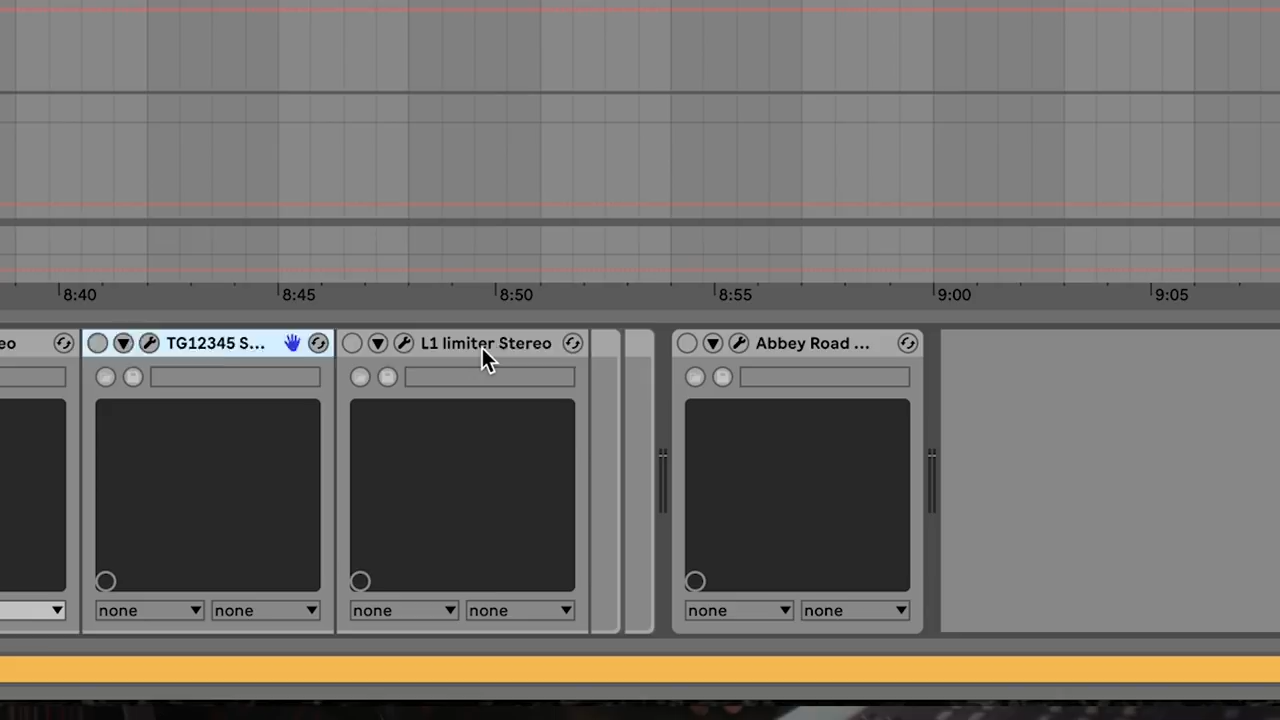 8:40 8:45 8:50 8:55 9:00 9:05
eo TG12345 S... L1 limiter Stereo Abbey Road ...
none none none none none none